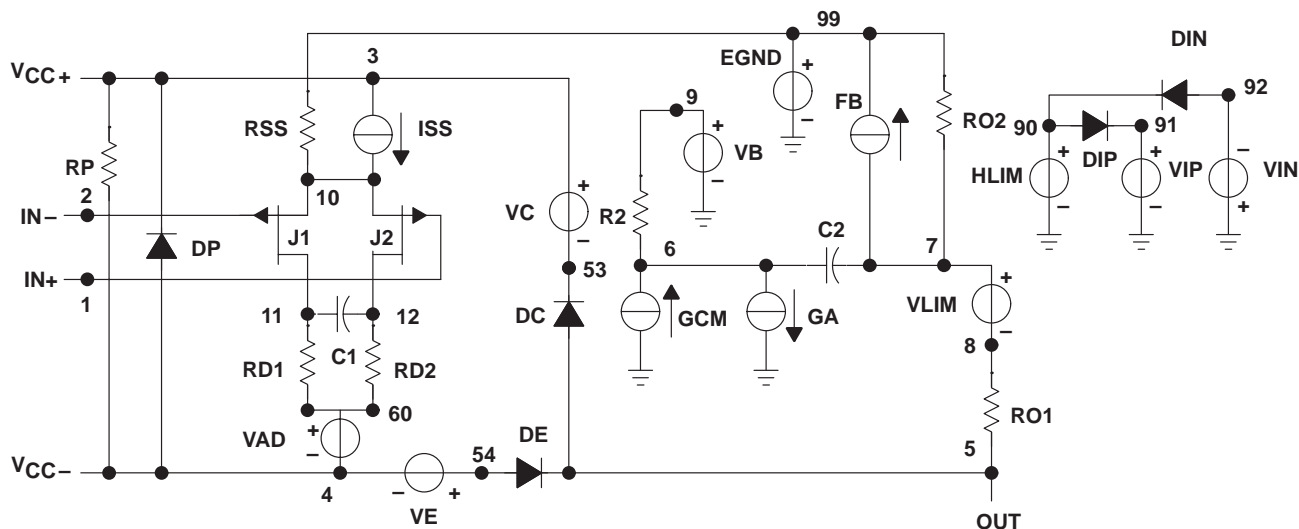 99
DIN
3
VCC+
EGND
+
9
FB
92
RSS
ISS
+
RO2
90
91
RP
VB
DIP
2
10
+
+
−
HLIM
VIP
VIN
IN−
VC
R2
C2
J1
J2
6
7
DP
53
IN+
1
VLIM
11
12
DC
GCM
GA
8
C1
RD1
RD2
RO1
60
VAD
+
−
54
DE
5
VCC−
4
−
+
VE
OUT